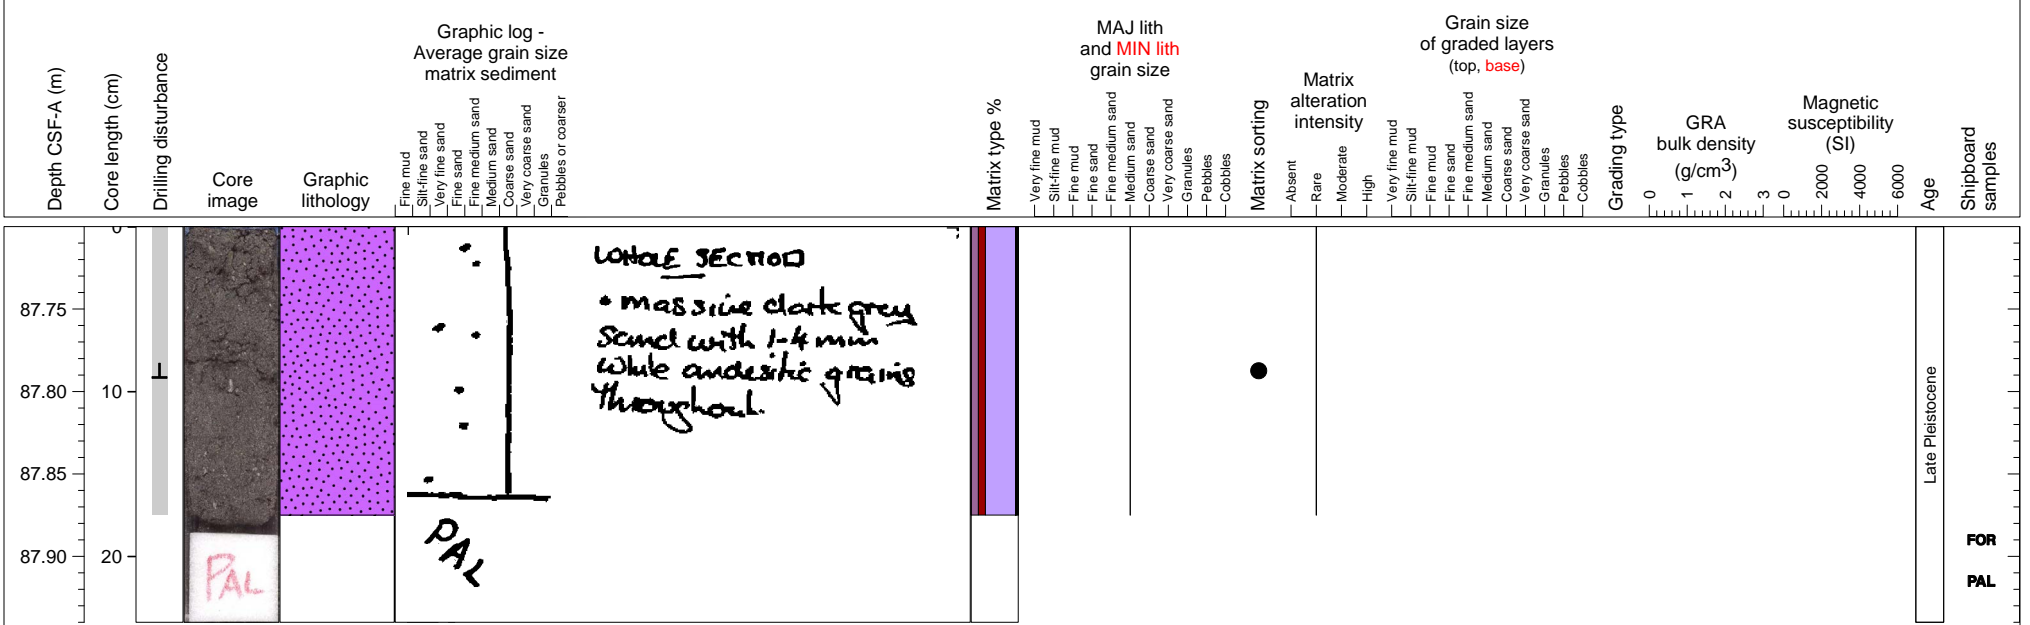 Depth CSF-A (m)
Core length (cm)
Drilling disturbance
Core
image
Graphic
lithology
Graphic log -
Average grain size
matrix sediment
Fine mud
Silt-fine sand
Very fine sand
Fine sand
Fine medium sand
Medium sand
Coarse sand
Very coarse sand
Granules
Pebbles or coarser
Matrix type %
MAJ lith
and MIN lith
grain size
Very fine mud
Silt-fine mud
Fine mud
Fine sand
Fine medium sand
Medium sand
Coarse sand
Very coarse sand
Granules
Pebbles
Cobbles
Matrix sorting
Matrix
alteration
intensity
Absent
Rare
Moderate
High
Grain size
of graded layers
(top, base)
Very fine mud
Silt-fine mud
Fine mud
Fine sand
Fine medium sand
Medium sand
Coarse sand
Very coarse sand
Granules
Pebbles
Cobbles
Grading type
GRA
bulk density
(g/cm3)
0 1 2 3
Magnetic
susceptibility
(SI)
0 2000 4000 6000
Age
Shipboard
samples
0
87.75
87.80 10
87.85
87.90 20
WHOLE SECTION
• massive dark grey
Sand with 1-4 mm
white andesitic grains
throughout.
PAL
PAL
Late Pleistocene
FOR
PAL